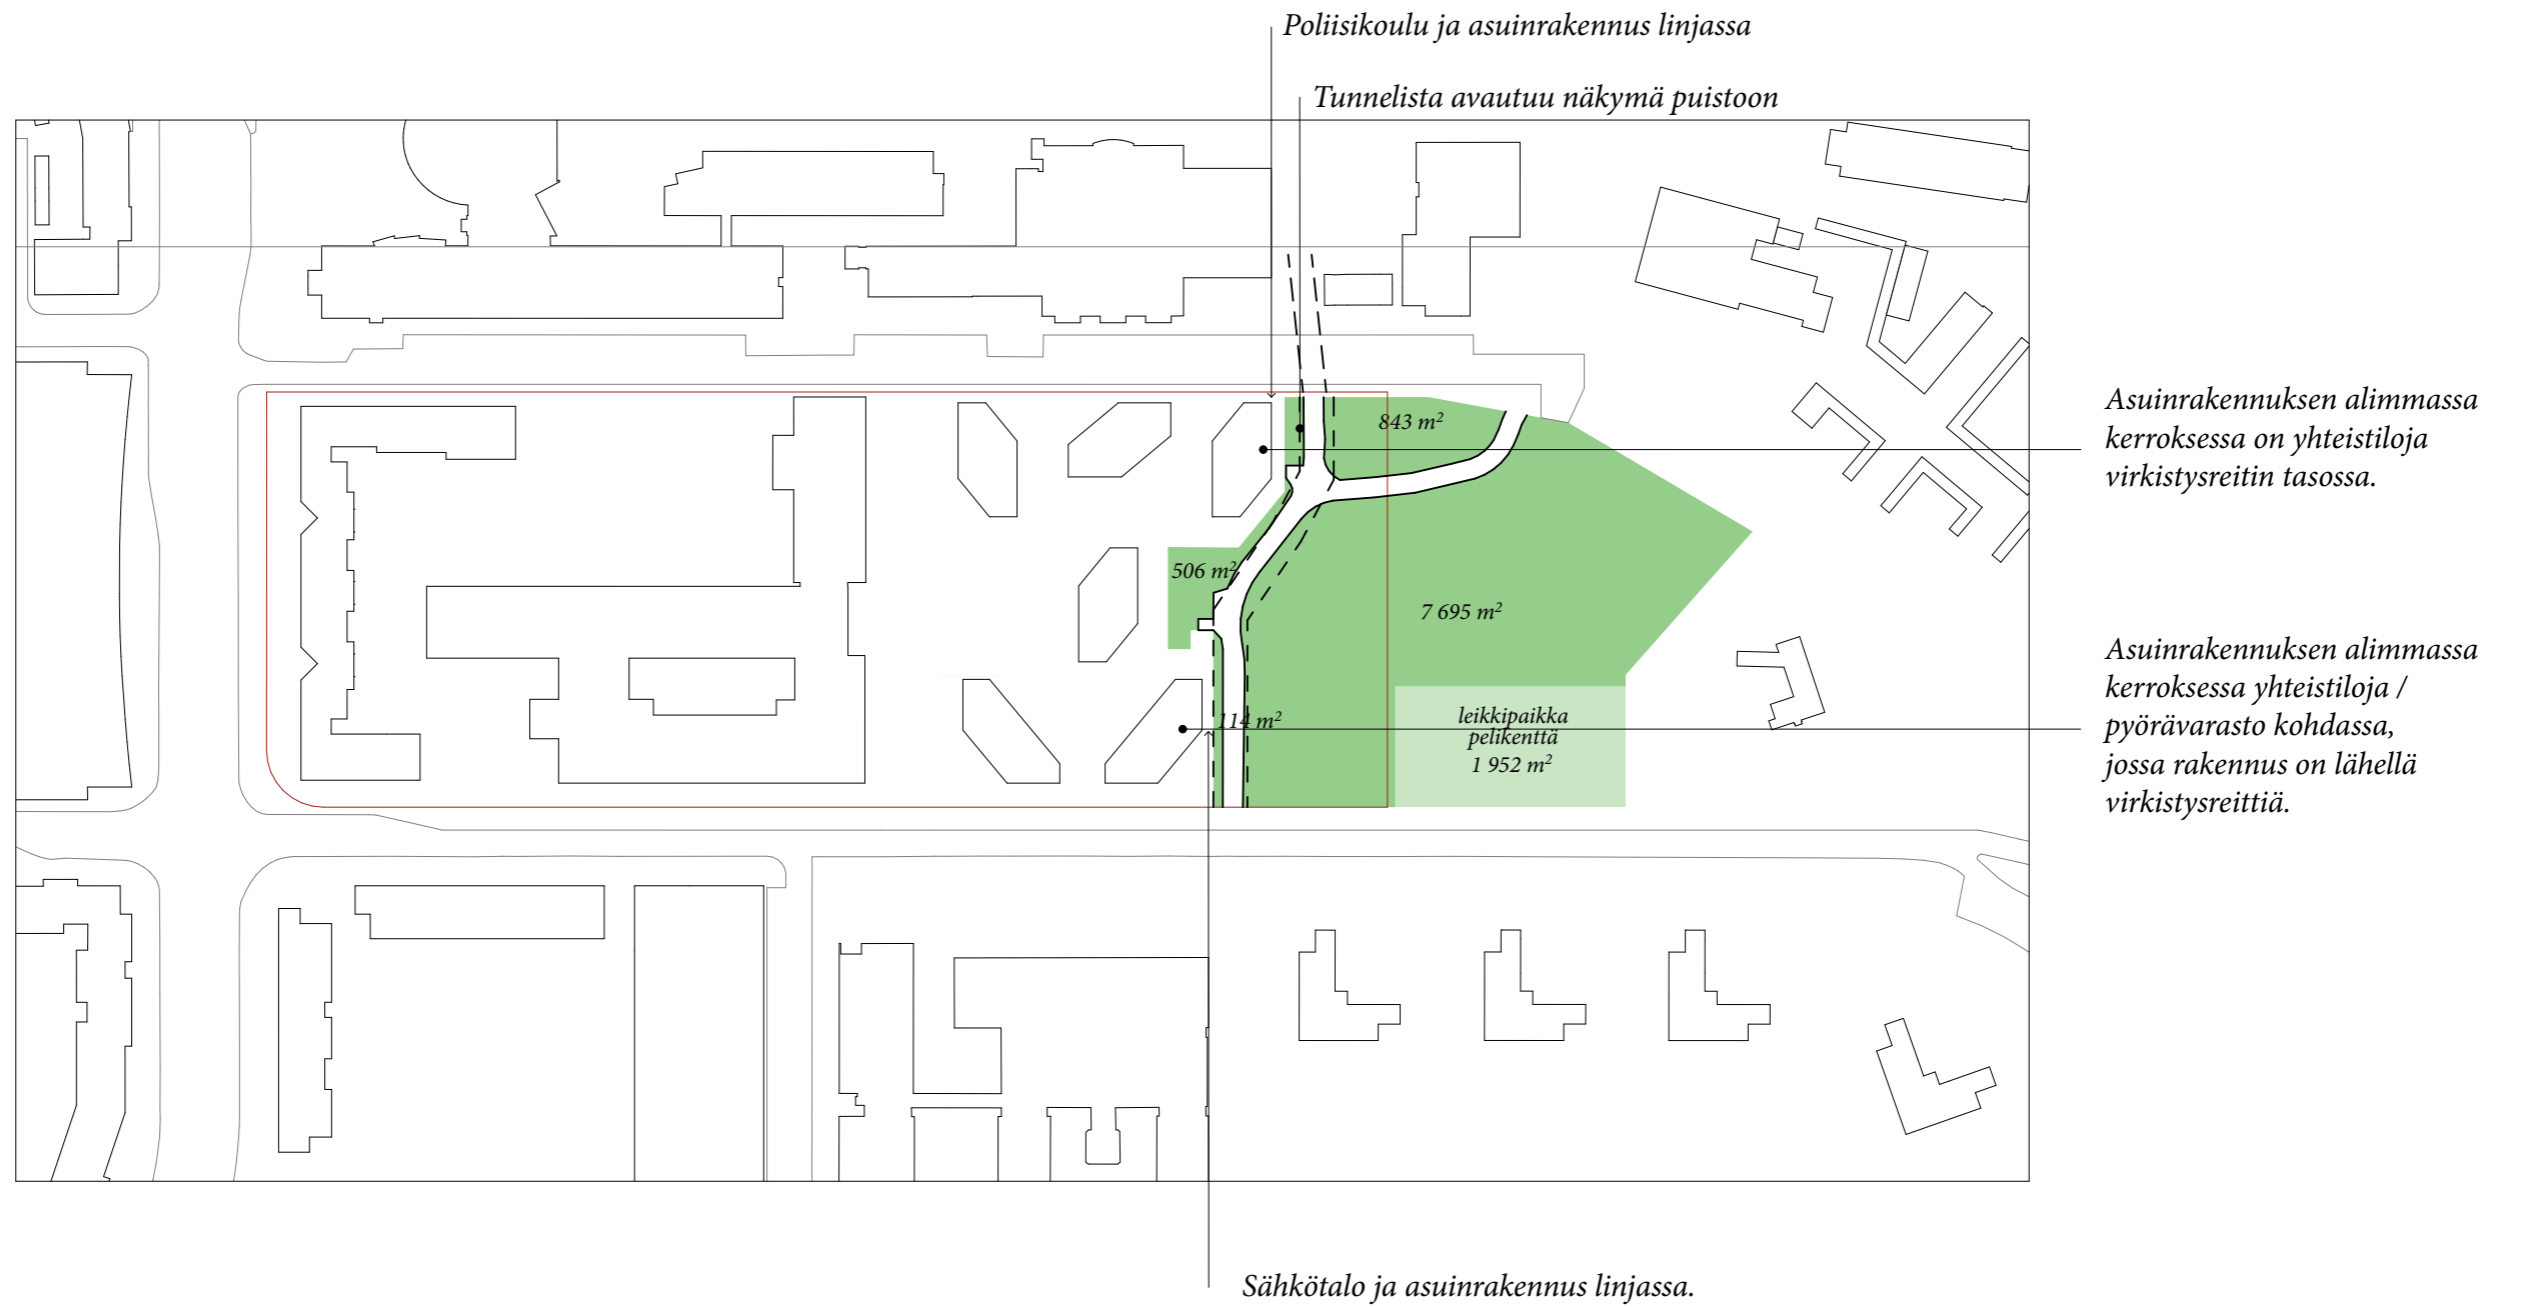 Poliisikoulu ja asuinrakennus linjassa
Tunnelista avautuu näkymä puistoon
843 m²
Asuinrakennuksen alimmassa
kerroksessa on yhteistiloja
virkistysreitin tasossa.
506 m²
7 695 m²
Asuinrakennuksen alimmassa
kerroksessa yhteistiloja /
pyörävarasto kohdassa,
jossa rakennus on lähellä
virkistysreittiä.
114 m²
leikkipaikka
pelikenttä
1 952 m²
Sähkötalo ja asuinrakennus linjassa.